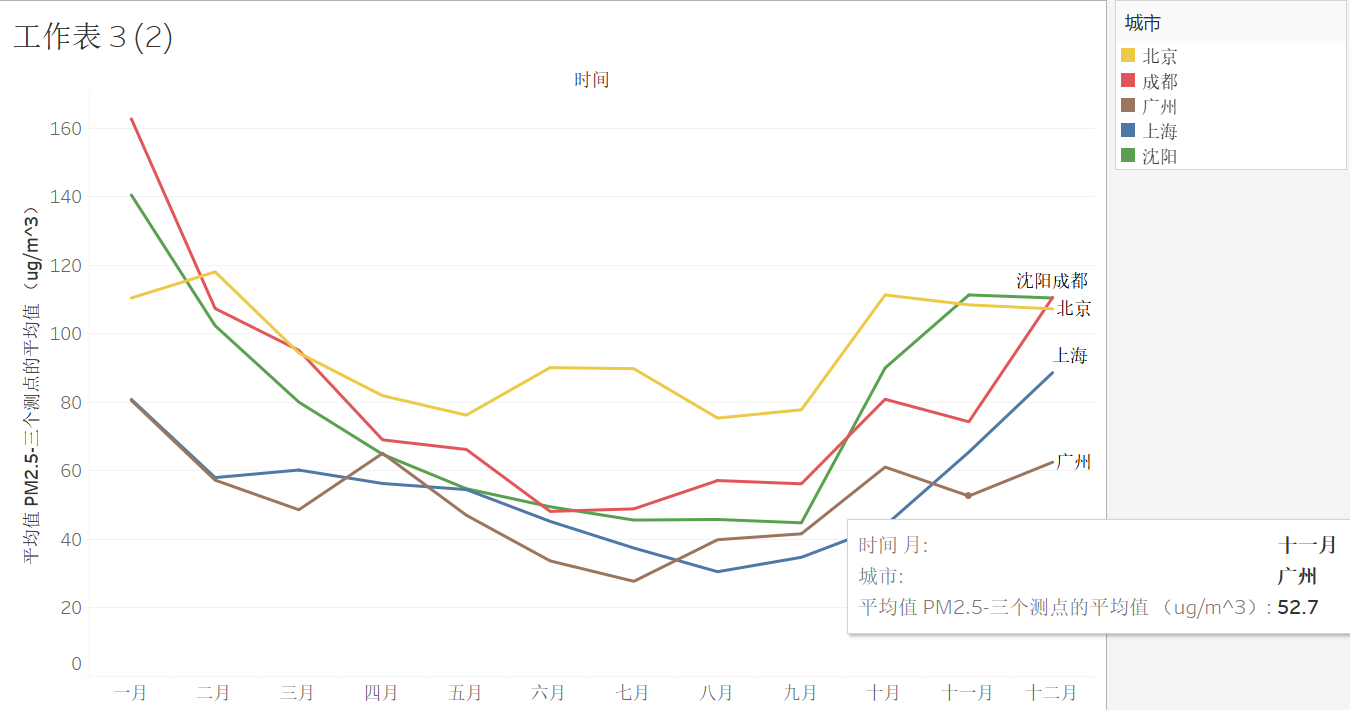 工作表 3 (2)
时间
160
140
120
100
80
60
40
20
0
平均值 PM2.5-三个测点的平均值 （ug/m^3）
一月 二月 三月 四月 五月 六月 七月 八月 九月 十月 十一月 十二月
沈阳成都
北京
上海
广州
时间 月: 十一月
城市: 广州
平均值 PM2.5-三个测点的平均值 （ug/m^3）: 52.7
城市
北京
成都
广州
上海
沈阳